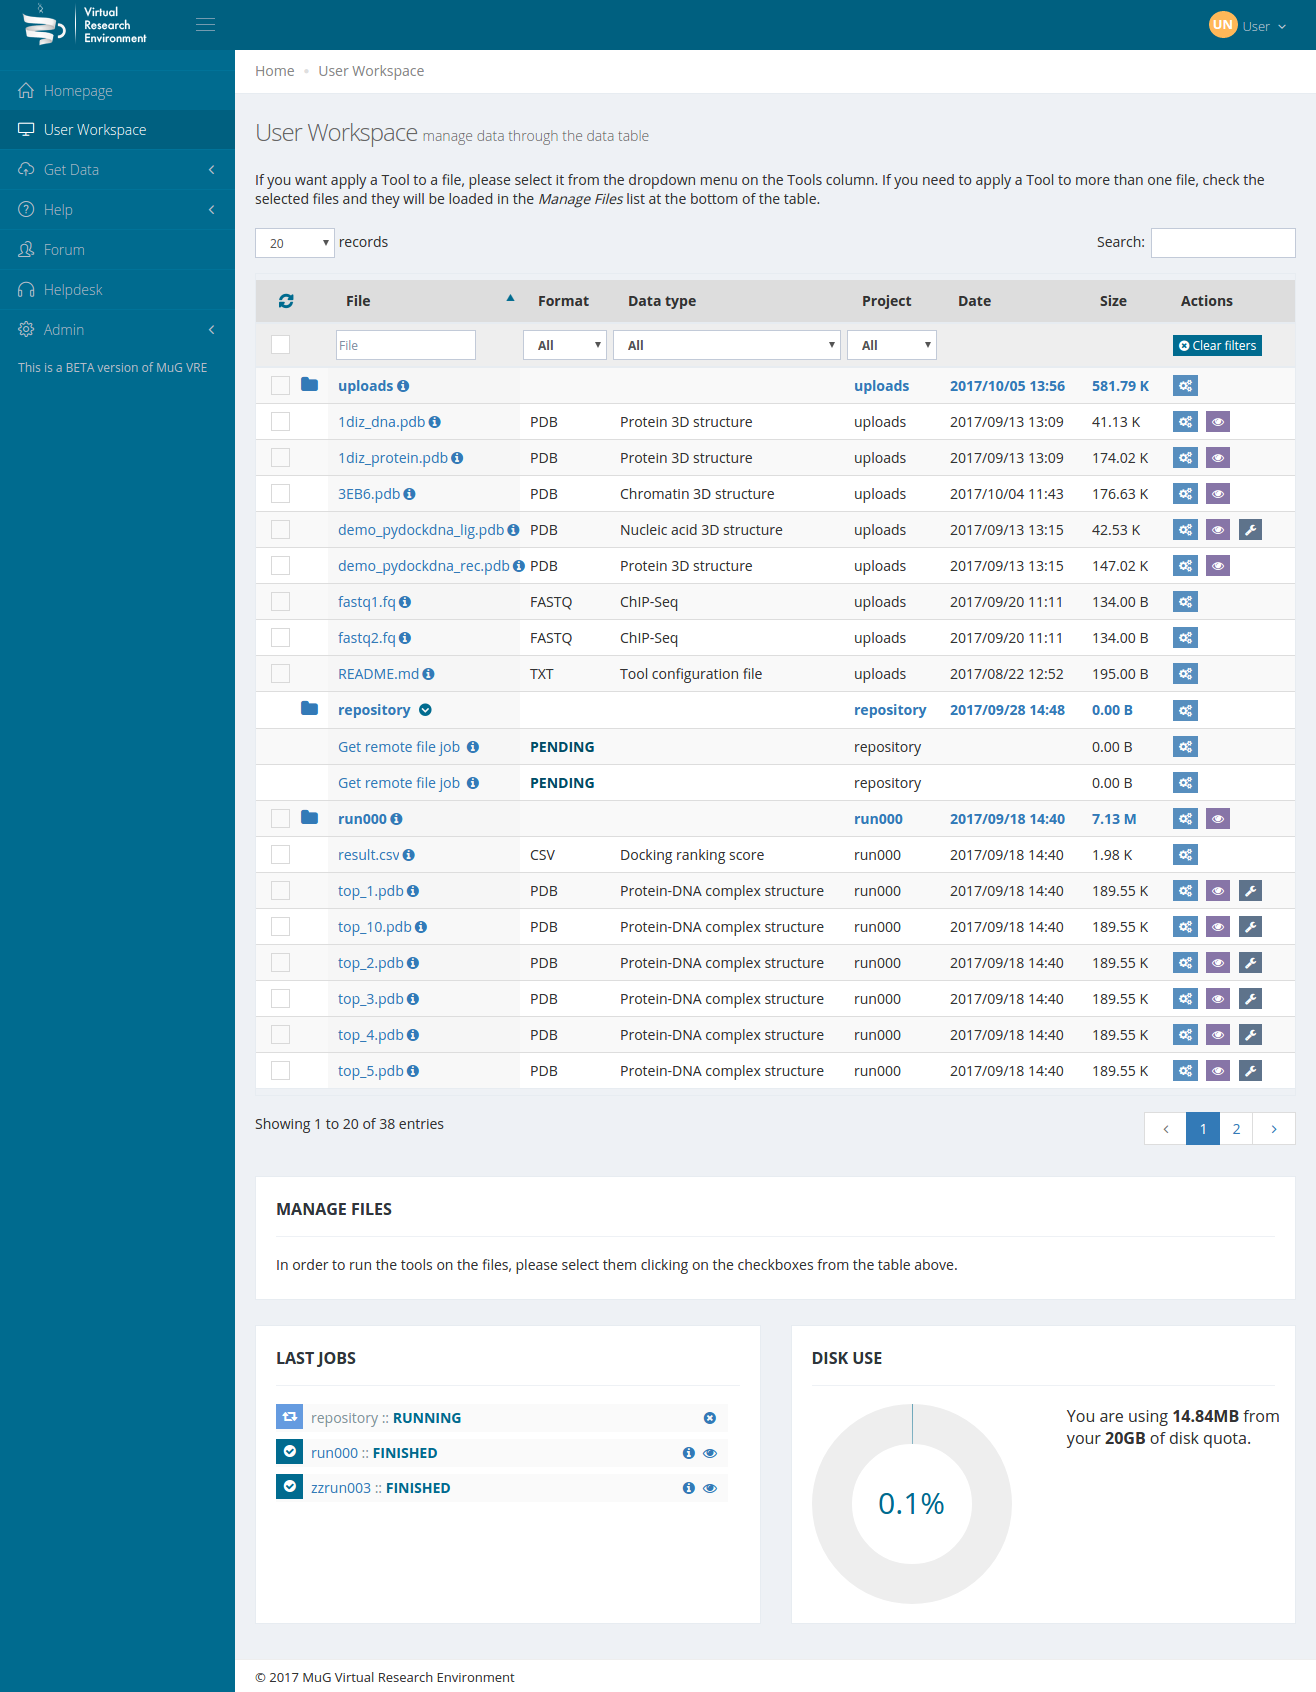 Virtual
Research
Environment
UN User
Homepage
User Workspace
Get Data
Help
Forum
Helpdesk
Admin
This is a BETA version of MuG VRE
Home User Workspace
User Workspace manage data through the data table
If you want apply a Tool to a file, please select it from the dropdown menu on the Tools column. If you need to apply a Tool to more than one file, check the
selected files and they will be loaded in the Manage Files list at the bottom of the table.
20 records Search:
File Format Data type Project Date Size Actions
File All All All Clear filters
uploads uploads 2017/10/05 13:56 581.79 K
1diz_dna.pdb PDB Protein 3D structure uploads 2017/09/13 13:09 41.13 K
1diz_protein.pdb PDB Protein 3D structure uploads 2017/09/13 13:09 174.02 K
3EB6.pdb PDB Chromatin 3D structure uploads 2017/10/04 11:43 176.63 K
demo_pydockdna_lig.pdb PDB Nucleic acid 3D structure uploads 2017/09/13 13:15 42.53 K
demo_pydockdna_rec.pdb PDB Protein 3D structure uploads 2017/09/13 13:15 147.02 K
fastq1.fq FASTQ ChIP-Seq uploads 2017/09/20 11:11 134.00 B
fastq2.fq FASTQ ChIP-Seq uploads 2017/09/20 11:11 134.00 B
README.md TXT Tool configuration file uploads 2017/08/22 12:52 195.00 B
repository repository 2017/09/28 14:48 0.00 B
Get remote file job PENDING repository 0.00 B
Get remote file job PENDING repository 0.00 B
run000 run000 2017/09/18 14:40 7.13 M
result.csv CSV Docking ranking score run000 2017/09/18 14:40 1.98 K
top_1.pdb PDB Protein-DNA complex structure run000 2017/09/18 14:40 189.55 K
top_10.pdb PDB Protein-DNA complex structure run000 2017/09/18 14:40 189.55 K
top_2.pdb PDB Protein-DNA complex structure run000 2017/09/18 14:40 189.55 K
top_3.pdb PDB Protein-DNA complex structure run000 2017/09/18 14:40 189.55 K
top_4.pdb PDB Protein-DNA complex structure run000 2017/09/18 14:40 189.55 K
top_5.pdb PDB Protein-DNA complex structure run000 2017/09/18 14:40 189.55 K
Showing 1 to 20 of 38 entries
1 2
MANAGE FILES
In order to run the tools on the files, please select them clicking on the checkboxes from the table above.
LAST JOBS
repository :: RUNNING
run000 :: FINISHED
zzrun003 :: FINISHED
DISK USE
0.1%
You are using 14.84MB from
your 20GB of disk quota.
© 2017 MuG Virtual Research Environment